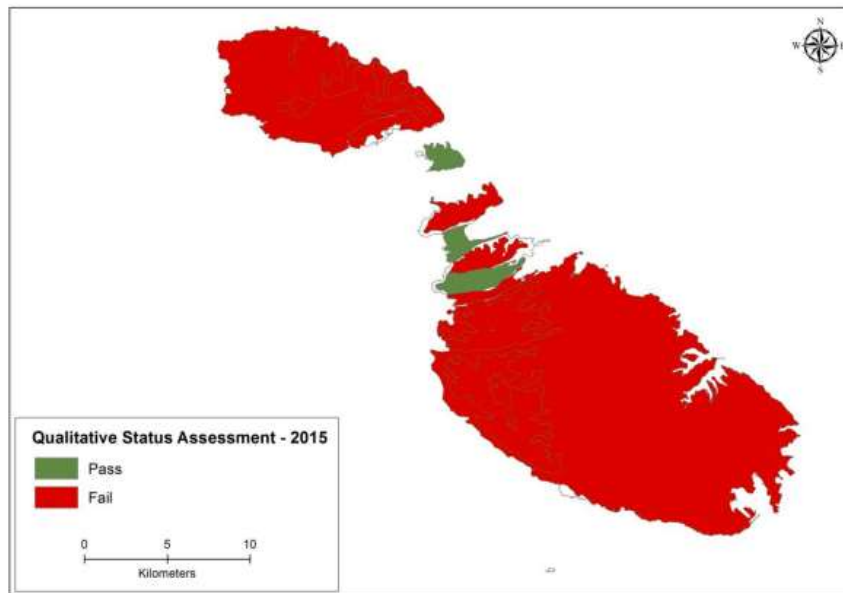 N
W E
S
Qualitative Status Assessment - 2015
Pass
Fail
0 5 10
Kilometers